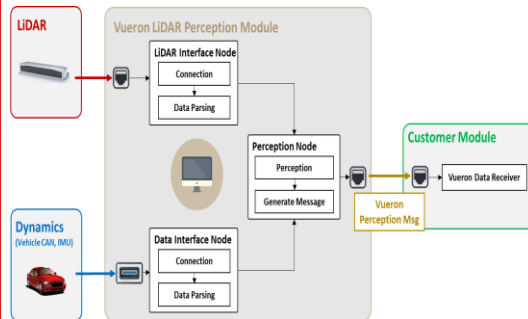 LiDAR
Vueron LiDAR Perception Module
LiDAR Interface Node
Connection
Data Parsing
Perception Node
Perception
Generate Message
Customer Module
Vueron Data Receiver
Vueron
Perception Msg
Dynamics
(Vehicle CAN, IMU)
Data Interface Node
Connection
Data Parsing